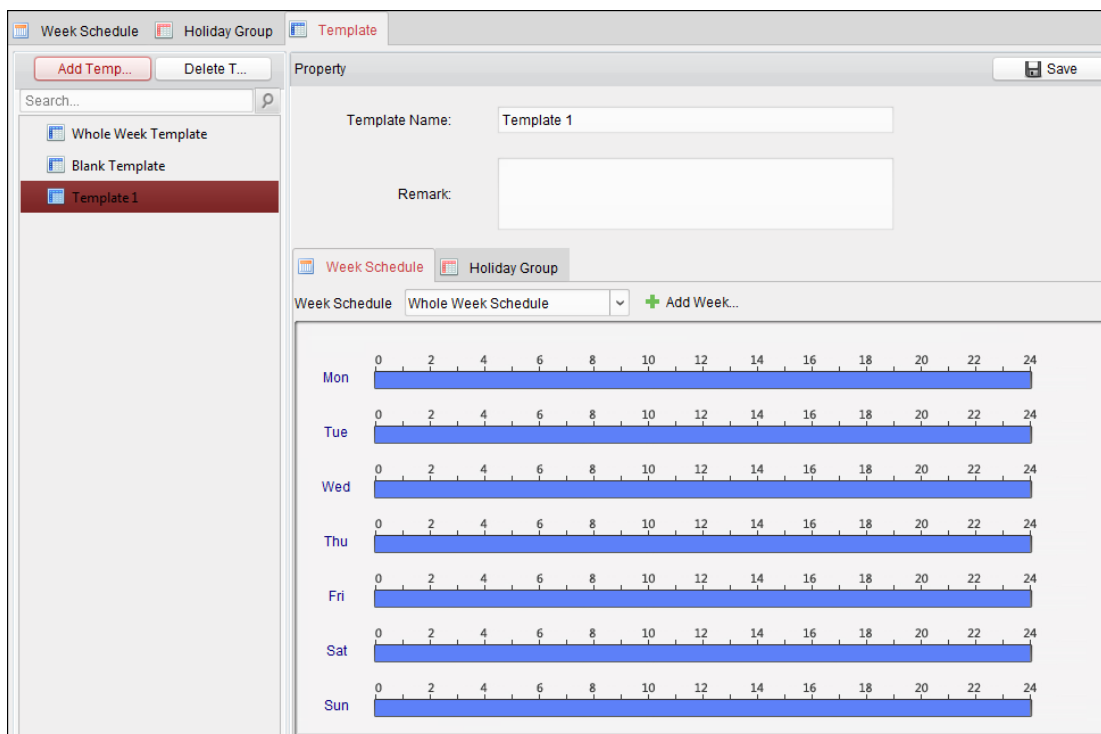 Week Schedule Holiday Group Template
Add Temp... Delete T... Property Save
Search...
Template Name: Template 1
Whole Week Template
Blank Template
Remark:
Template 1
Week Schedule Holiday Group
Week Schedule Whole Week Schedule Add Week...
0 2 4 6 8 10 12 14 16 18 20 22 24
Mon
0 2 4 6 8 10 12 14 16 18 20 22 24
Tue
0 2 4 6 8 10 12 14 16 18 20 22 24
Wed
0 2 4 6 8 10 12 14 16 18 20 22 24
Thu
0 2 4 6 8 10 12 14 16 18 20 22 24
Fri
0 2 4 6 8 10 12 14 16 18 20 22 24
Sat
0 2 4 6 8 10 12 14 16 18 20 22 24
Sun